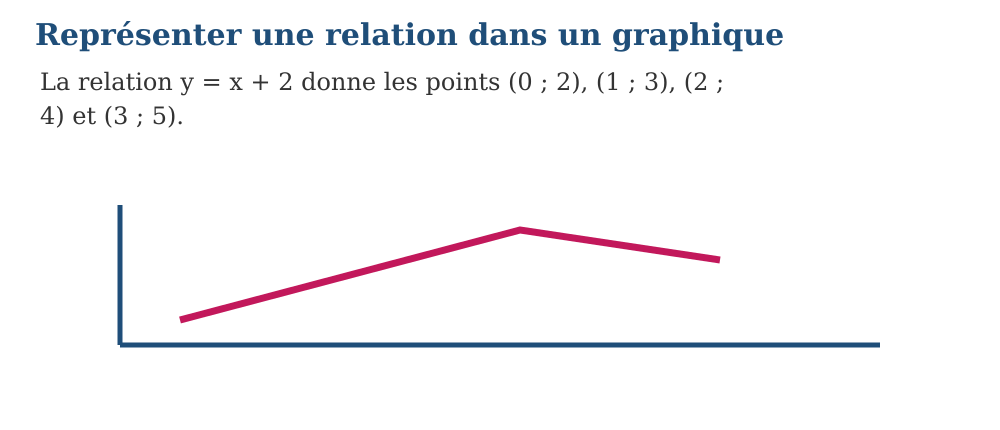 Représenter une relation dans un graphique
La relation y = x + 2 donne les points (0 ; 2), (1 ; 3), (2 ;
4) et (3 ; 5).